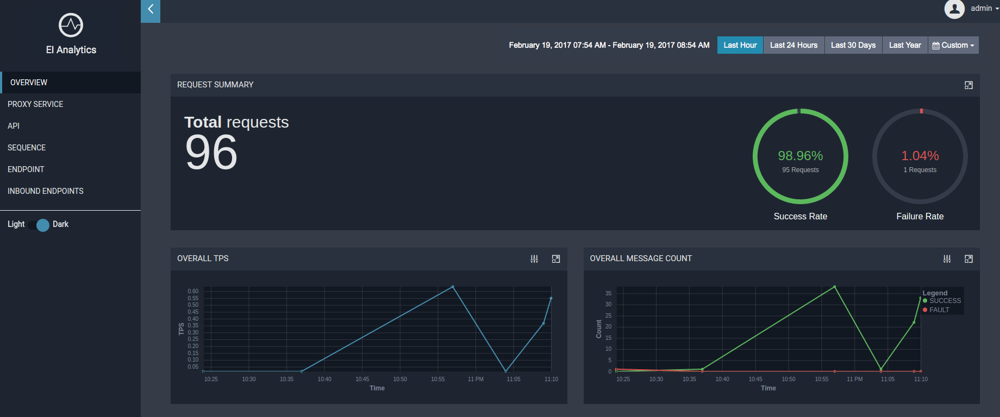 admin
EI Analytics
February 19, 2017 07:54 AM - February 19, 2017 08:54 AM
Last Hour
Last 24 Hours
Last 30 Days
Last Year
Custom
OVERVIEW
PROXY SERVICE
API
SEQUENCE
ENDPOINT
INBOUND ENDPOINTS
Light
Dark
REQUEST SUMMARY
Total requests
96
98.96%
95 Requests
Success Rate
1.04%
1 Requests
Failure Rate
OVERALL TPS
TPS
0.60
0.55
0.50
0.45
0.40
0.35
0.30
0.25
0.20
0.15
0.10
0.05
10:25 10:30 10:35 10:40 10:45 10:50 10:55 11 PM 11:05 11:10
Time
OVERALL MESSAGE COUNT
Count
35
30
25
20
15
10
5
0
10:25 10:30 10:35 10:40 10:45 10:50 10:55 11 PM 11:05 11:10
Time
Legend
SUCCESS
FAULT